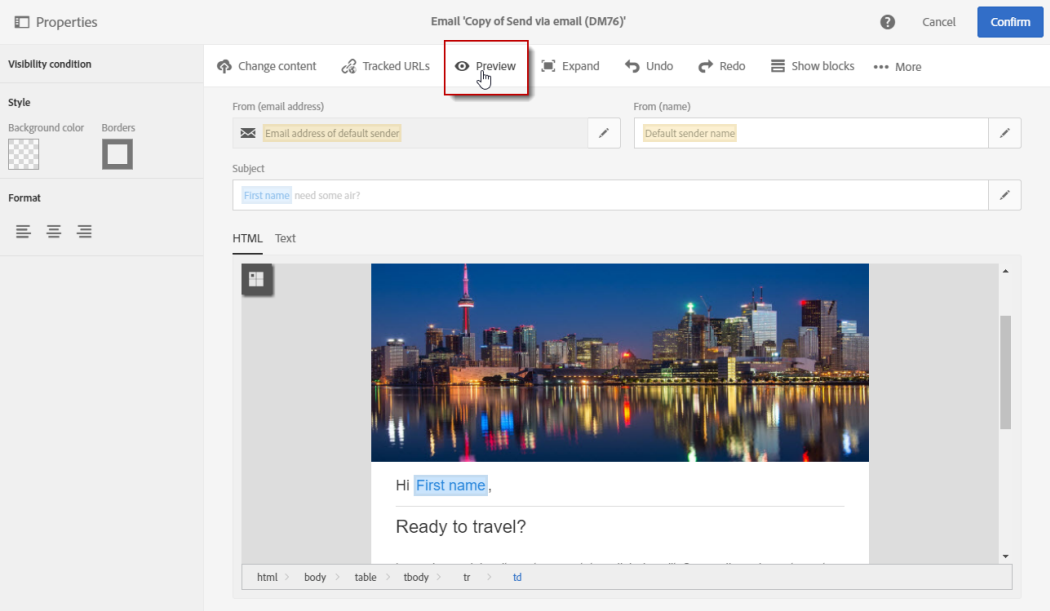 Properties
Email 'Copy of Send via email (DM76)'
Cancel
Confirm
Visibility condition
Change content
Tracked URLs
Preview
Expand
Undo
Redo
Show blocks
More
Style
Background color
Borders
Format
From (email address)
From (name)
Email address of default sender
Default sender name
Subject
First name need some air?
HTML
Text
Hi First name,
Ready to travel?
html
body
table
tbody
tr
td